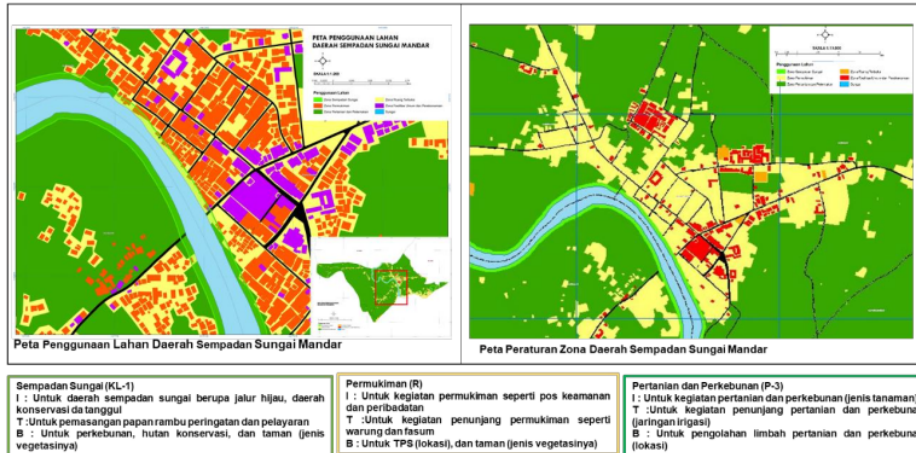 PETA PENGGUNAAN LAHAN
DAERAH SEMPADAN SUNGAI MANDAR
Penggunaan Lahan
Peta Penggunaan Lahan Daerah Sempadan Sungai Mandar
Penggunaan Lahan
Peta Peraturan Zona Daerah Sempadan Sungai Mandar
Sempadan Sungai (KL-1)
I : Untuk daerah sempadan sungai berupa jalur hijau, daerah
konservasi da tanggul
T :Untuk pemasangan papan rambu peringatan dan pelayaran
B : Untuk perkebunan, hutan konservasi, dan taman (jenis
vegetasinya)
Permukiman (R)
I : Untuk kegiatan permukiman seperti pos keamanan
dan peribadatan
T :Untuk kegiatan penunjang permukiman seperti
warung dan fasum
B : Untuk TPS (lokasi), dan taman (jenis vegetasinya)
Pertanian dan Perkebunan (P-3)
I : Untuk kegiatan pertanian dan perkebunan (jenis tanaman)
T :Untuk kegiatan penunjang pertanian dan perkebuna
(jaringan irigasi)
B : Untuk pengolahan limbah pertanian dan perkebuna
(lokasi)